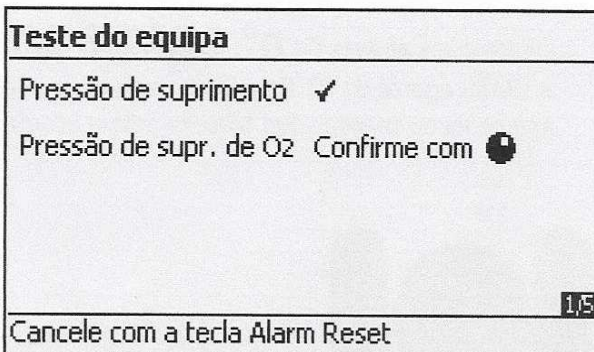 Teste do equipa
Pressão de suprimento ✓
Pressão de supr. de O2 Confirme com
1/5
Cancele com a tecla Alarm Reset